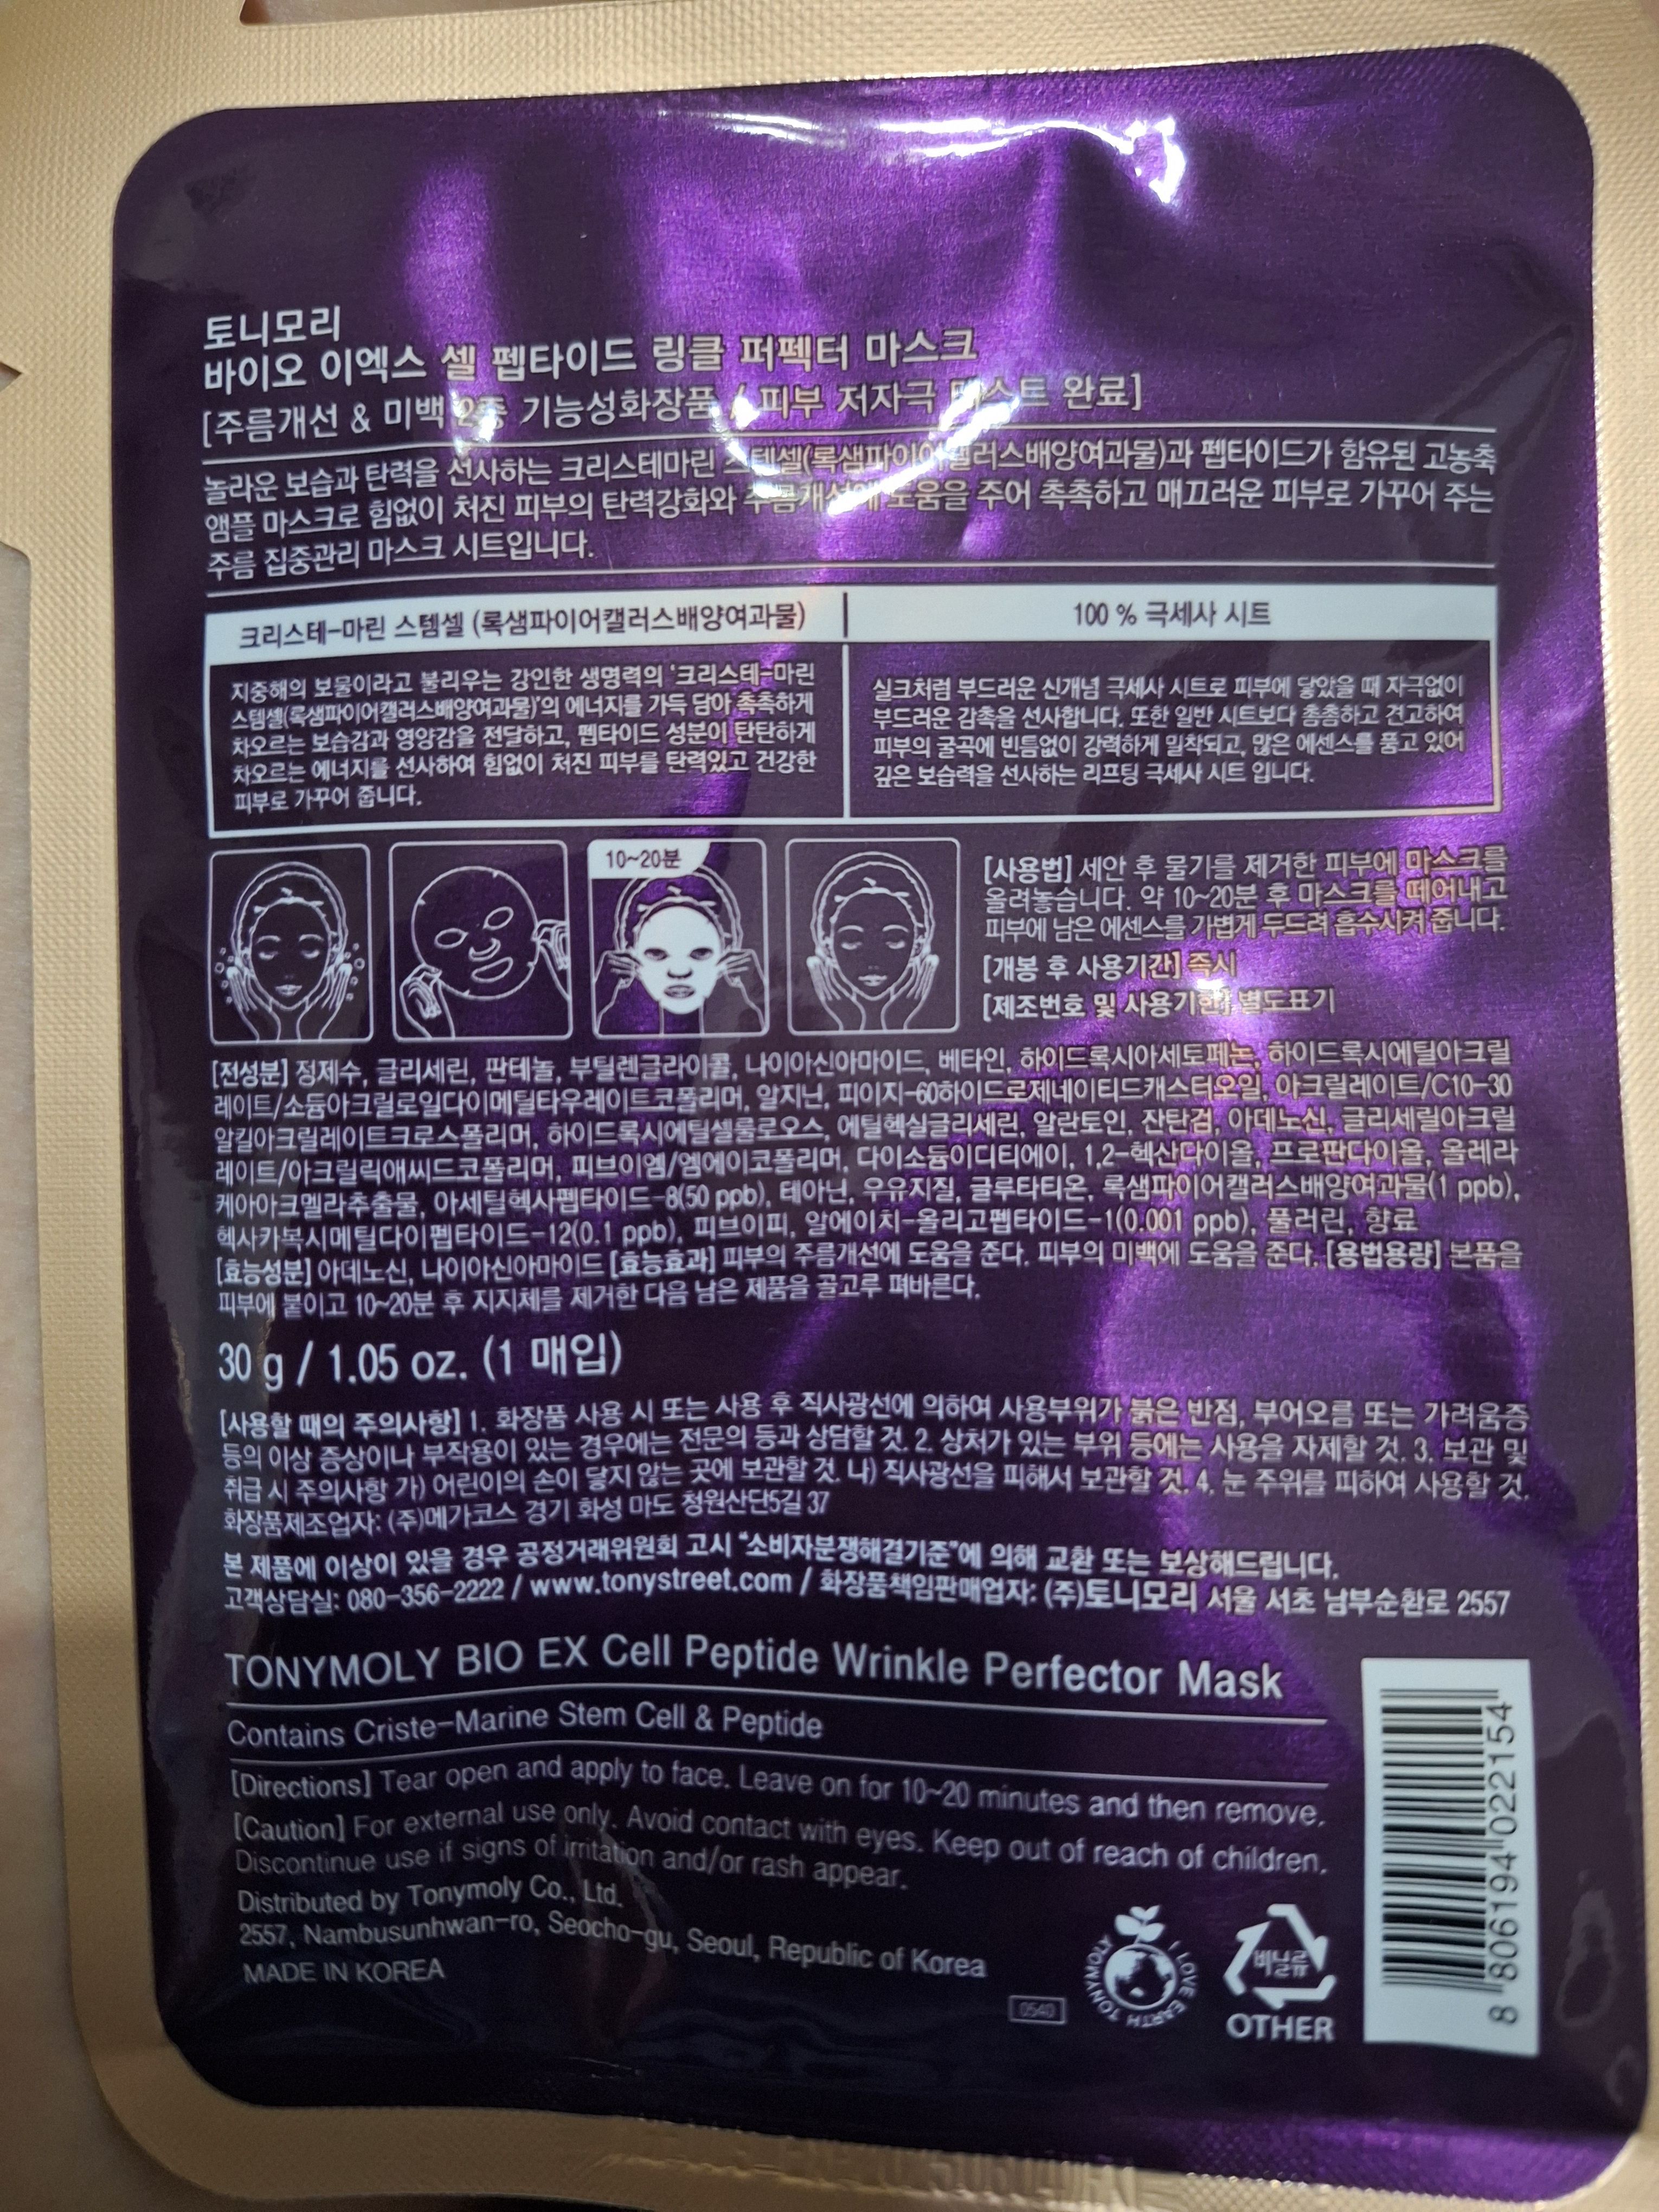 토니모리
바이오 이엑스 셀 펩타이드 링클 퍼펙터 마스크
[주름개선 & 미백 2종 기능성화장품 / 피부 저자극 테스트 완료]
놀라운 보습과 탄력을 선사하는 크리스테마린 스템셀(록샘파이어캘러스배양여과물)과 펩타이드가 함유된 고농축
앰플 마스크로 힘없이 처진 피부의 탄력강화와 주름개선에 도움을 주어 촉촉하고 매끄러운 피부로 가꾸어 주는
주름 집중관리 마스크 시트입니다.
크리스테-마린 스템셀 (록샘파이어캘러스배양여과물)
지중해의 보물이라고 불리우는 강인한 생명력의 '크리스테-마린
스템셀(록샘파이어캘러스배양여과물)'의 에너지를 가득 담아 촉촉하게
차오르는 보습감과 영양감을 전달하고, 펩타이드 성분이 탄탄하게
차오르는 에너지를 선사하여 힘없이 처진 피부를 탄력있고 건강한
피부로 가꾸어 줍니다.
100 % 극세사 시트
실크처럼 부드러운 신개념 극세사 시트로 피부에 닿았을 때 자극없이
부드러운 감촉을 선사합니다. 또한 일반 시트보다 촘촘하고 견고하여
피부의 굴곡에 빈틈없이 강력하게 밀착되고, 많은 에센스를 품고 있어
깊은 보습력을 선사하는 리프팅 극세사 시트 입니다.
10~20분
[사용법] 세안 후 물기를 제거한 피부에 마스크를
올려놓습니다. 약 10~20분 후 마스크를 떼어내고
피부에 남은 에센스를 가볍게 두드려 흡수시켜 줍니다.
[개봉 후 사용기간] 즉시
[제조번호 및 사용기한] 별도표기
[전성분] 정제수, 글리세린, 판테놀, 부틸렌글라이콜, 나이아신아마이드, 베타인, 하이드록시아세토페논, 하이드록시에틸아크릴
레이트/소듐아크릴로일다이메틸타우레이트코폴리머, 알지닌, 피이지-60하이드로제네이티드캐스터오일, 아크릴레이트/C10-30
알킬아크릴레이트크로스폴리머, 하이드록시에틸셀룰로오스, 에틸헥실글리세린, 알란토인, 잔탄검, 아데노신, 글리세릴아크릴
레이트/아크릴릭애씨드코폴리머, 피브이엠/엠에이코폴리머, 다이소듐이디티에이, 1,2-헥산다이올, 프로판다이올, 올레라
케아아크멜라추출물, 아세틸헥사펩타이드-8(50 ppb), 테아닌, 우유지질, 글루타티온, 록샘파이어캘러스배양여과물(1 ppb),
헥사카복시메틸다이펩타이드-12(0.1 ppb), 피브이피, 알에이치-올리고펩타이드-1(0.001 ppb), 풀러린, 향료
[효능성분] 아데노신, 나이아신아마이드 [효능효과] 피부의 주름개선에 도움을 준다. 피부의 미백에 도움을 준다. [용법용량] 본품을
피부에 붙이고 10~20분 후 지지체를 제거한 다음 남은 제품을 골고루 펴바른다.
30 g / 1.05 oz. (1 매입)
[사용할 때의 주의사항] 1. 화장품 사용 시 또는 사용 후 직사광선에 의하여 사용부위가 붉은 반점, 부어오름 또는 가려움증
등의 이상 증상이나 부작용이 있는 경우에는 전문의 등과 상담할 것. 2. 상처가 있는 부위 등에는 사용을 자제할 것. 3. 보관 및
취급 시 주의사항 가) 어린이의 손이 닿지 않는 곳에 보관할 것. 나) 직사광선을 피해서 보관할 것. 4. 눈 주위를 피하여 사용할 것.
화장품제조업자: (주)메가코스 경기 화성 마도 청원산단5길 37
본 제품에 이상이 있을 경우 공정거래위원회 고시 "소비자분쟁해결기준"에 의해 교환 또는 보상해드립니다.
고객상담실: 080-356-2222 / www.tonystreet.com / 화장품책임판매업자: (주)토니모리 서울 서초 남부순환로 2557
TONYMOLY BIO EX Cell Peptide Wrinkle Perfector Mask
Contains Criste-Marine Stem Cell & Peptide
[Directions] Tear open and apply to face. Leave on for 10~20 minutes and then remove.
[Caution] For external use only. Avoid contact with eyes. Keep out of reach of children.
Discontinue use if signs of irritation and/or rash appear.
Distributed by Tonymoly Co., Ltd.
2557, Nambusunhwan-ro, Seocho-gu, Seoul, Republic of Korea
MADE IN KOREA
0540
TONYMOLY I LOVE EARTH
비닐류
OTHER
8 806194 022154